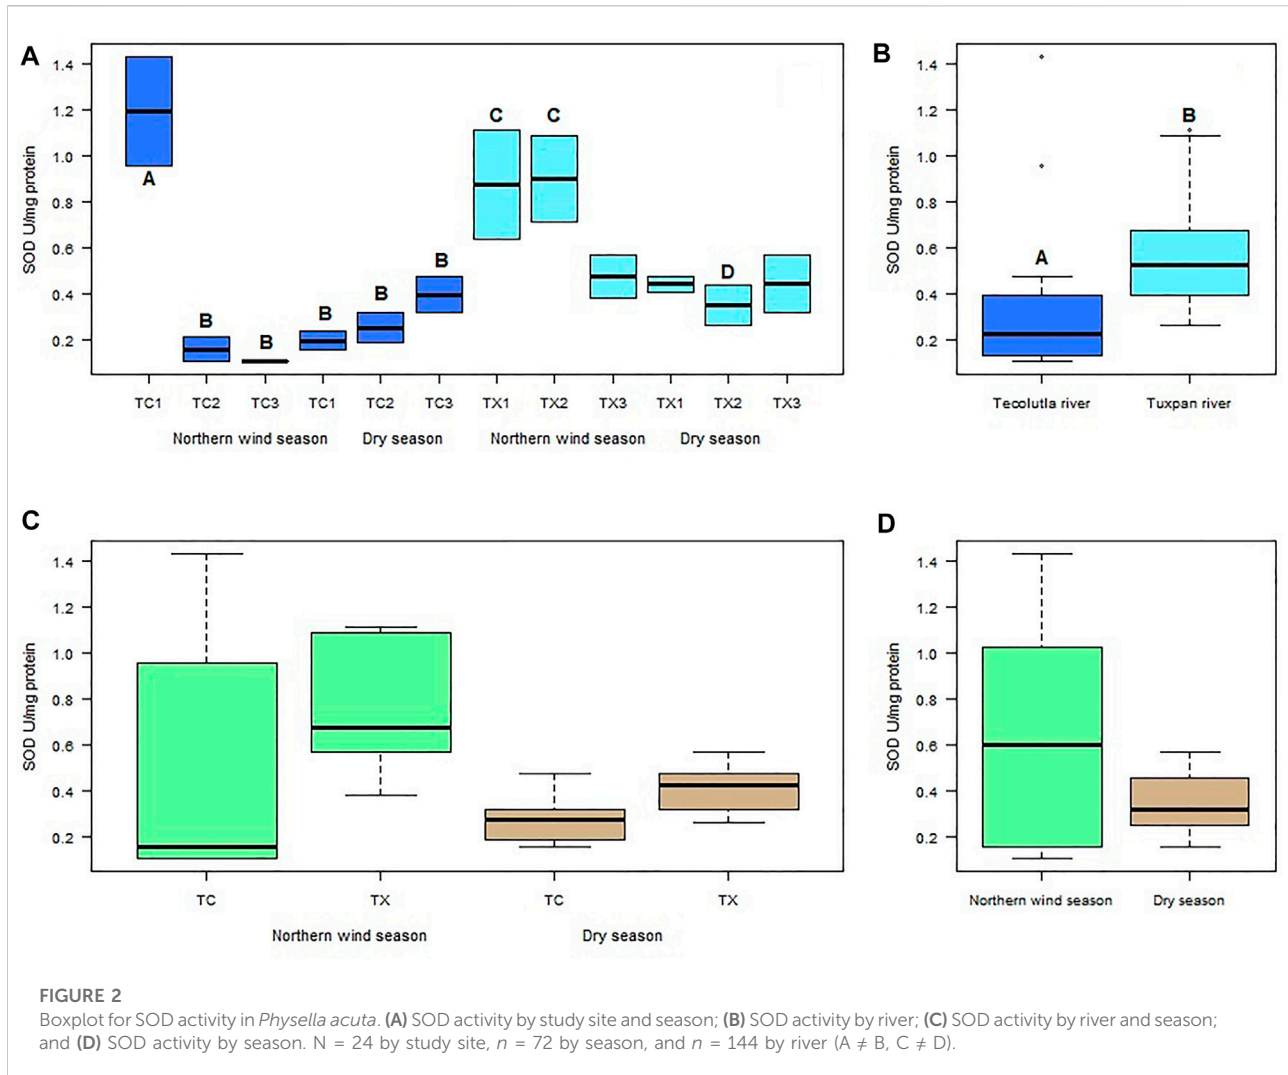 A
SOD U/mg protein
1.4
1.2
1.0
0.8
0.6
0.4
0.2
A
B
B
B
B
B
C
C
D
TC1 TC2 TC3 TC1 TC2 TC3 TX1 TX2 TX3 TX1 TX2 TX3
Northern wind season Dry season Northern wind season Dry season
B
SOD U/mg protein
1.4
1.2
1.0
0.8
0.6
0.4
0.2
A
B
Tecolutla river Tuxpan river
C
SOD U/mg protein
1.4
1.2
1.0
0.8
0.6
0.4
0.2
TC TX TC TX
Northern wind season Dry season
D
SOD U/mg protein
1.4
1.2
1.0
0.8
0.6
0.4
0.2
Northern wind season Dry season
FIGURE 2
Boxplot for SOD activity in Physella acuta. (A) SOD activity by study site and season; (B) SOD activity by river; (C) SOD activity by river and season;
and (D) SOD activity by season. N = 24 by study site, n = 72 by season, and n = 144 by river (A ≠ B, C ≠ D).